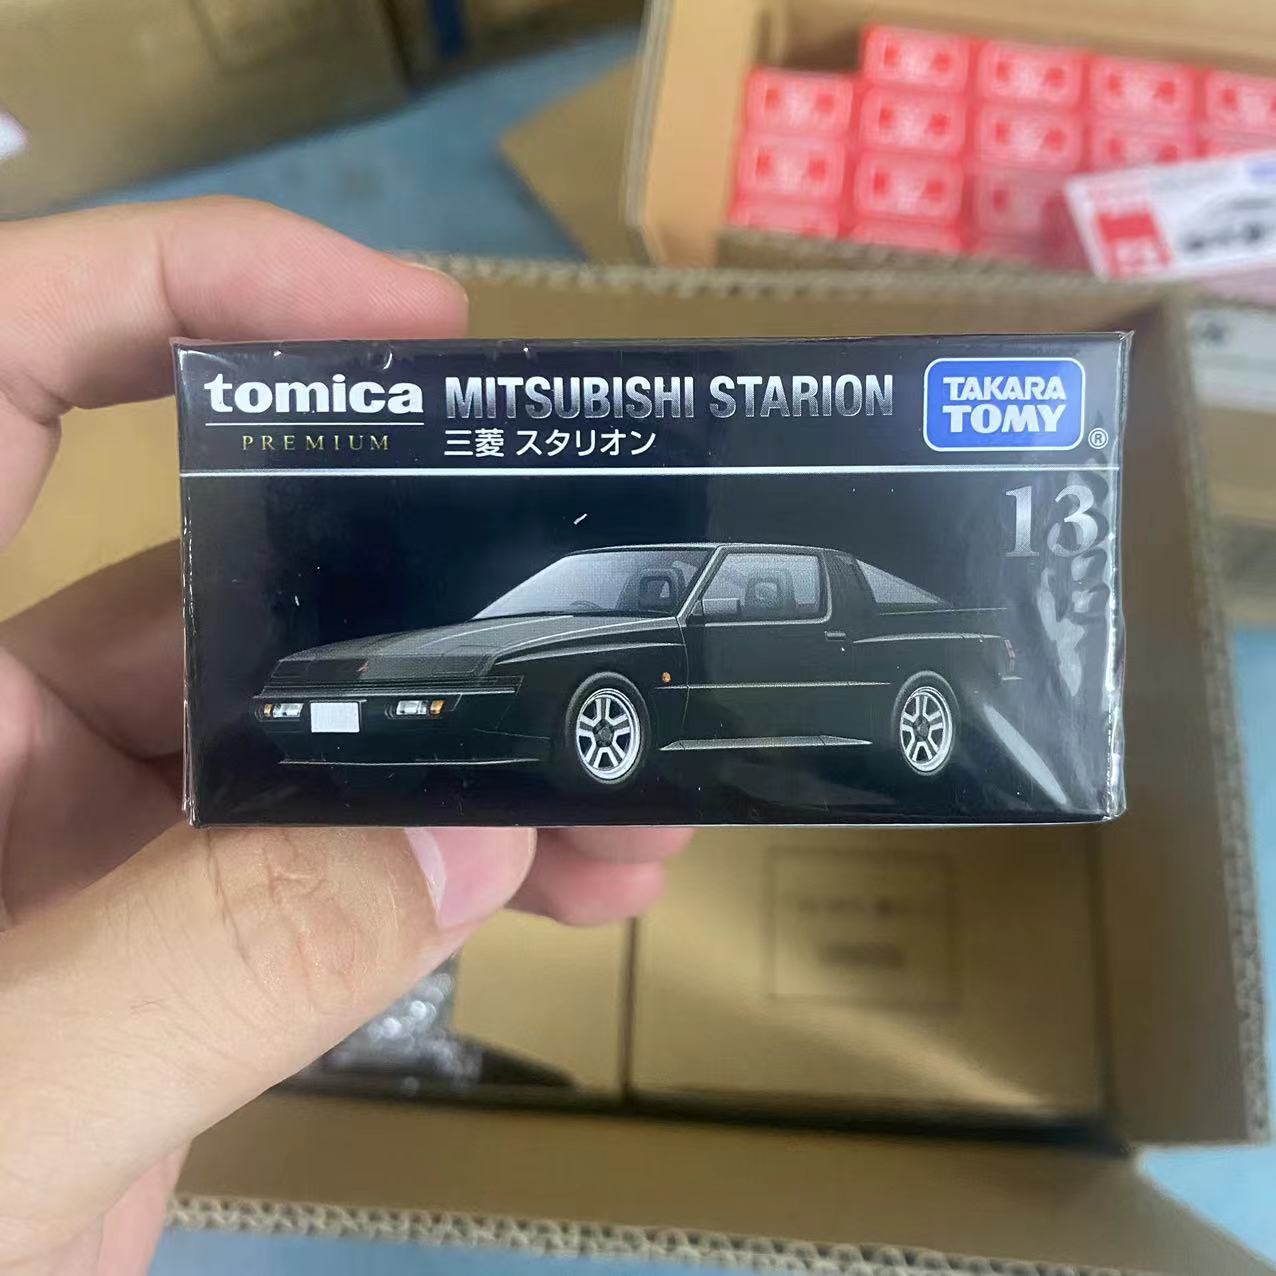 tomica
PREMIUM
MITSUBISHI STARION
三菱 スタリオン
TAKARA
TOMY
®
13